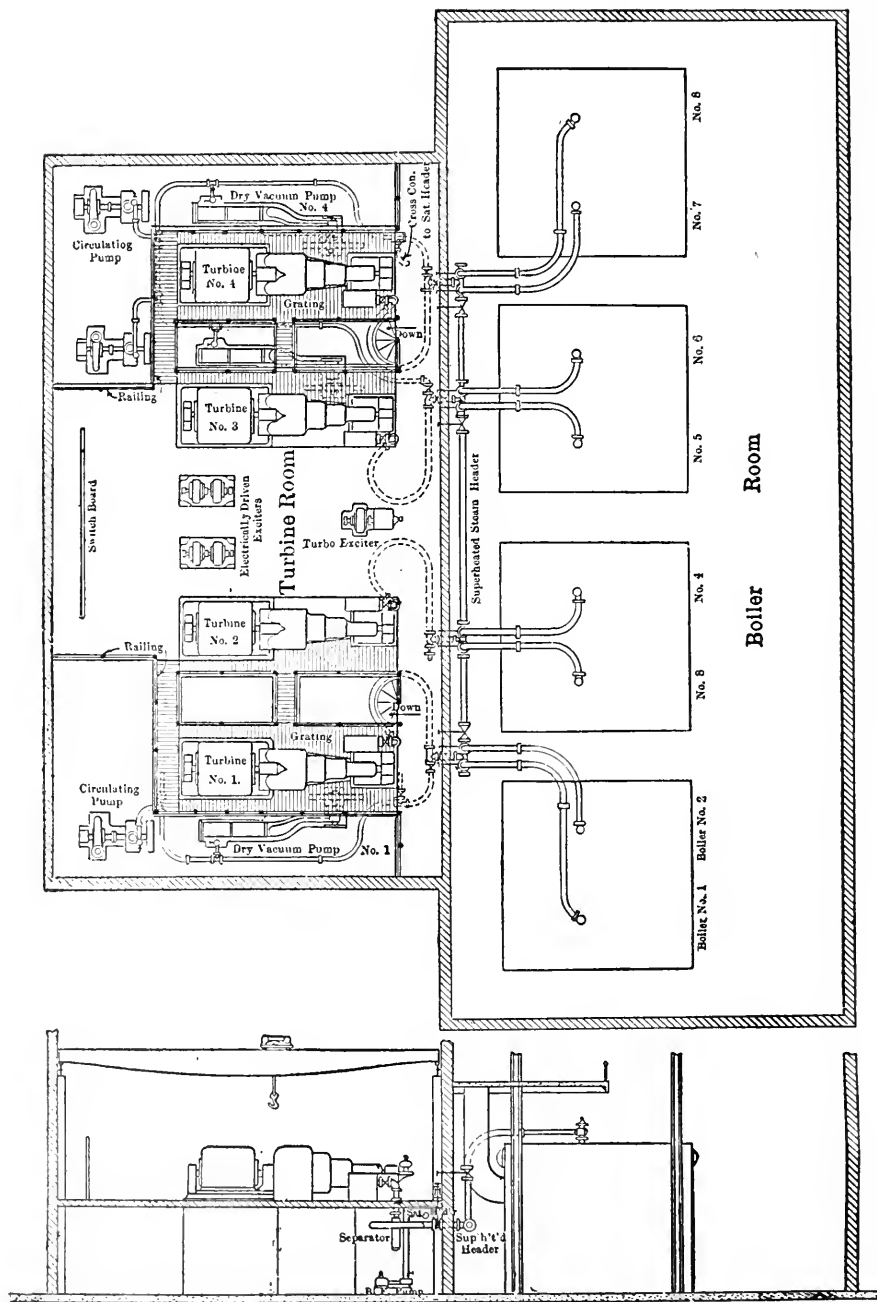 No. 8
Dry Vacuum Pump
No. 4
Cross Con.
to Sat. Header
Circulating
Pump
No. 7
Turbine
No. 4
Grating
Down
No. 6
Railing
Turbine
No. 3
No. 5
Switch Board
Electrically Driven
Exciters
Turbine Room
Turbo Exciter
Superheated Steam Header
Boiler Room
Turbine
No. 2
No. 4
Railing
Down
No. 8
Grating
Turbine
No. 1.
Circulating
Pump
Boiler No. 2
Dry Vacuum Pump
No. 1
Boiler No. 1
Separator
Sup'h't'd
Header
Pump